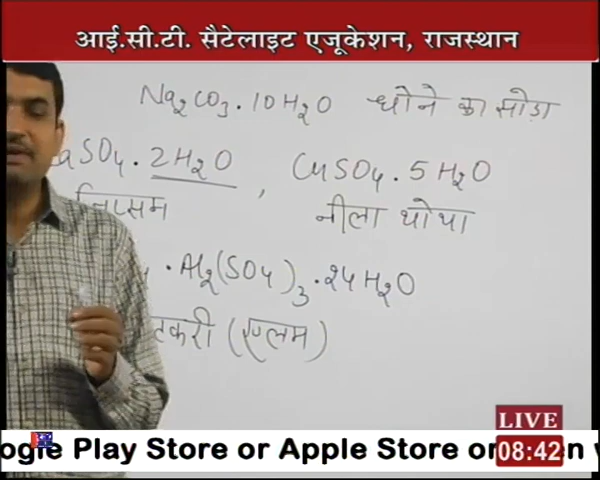 आई.सी.टी. सैटेलाइट एजूकेशन, राजस्थान
Na₂CO₃ . 10H₂O धोने का सोडा
aSO₄ . 2H₂O , CuSO₄ . 5H₂O
जिप्सम नीला थोथा
. Al₂(SO₄)₃ . 24H₂O
टकरी (एलम)
LIVE
ogle Play Store or Apple Store or
08:42